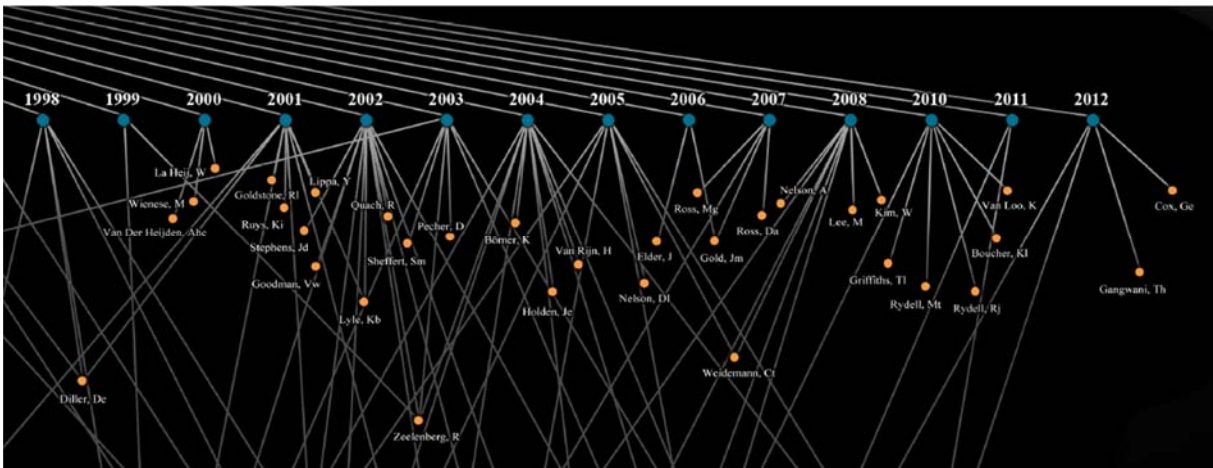 1998 1999 2000 2001 2002 2003 2004 2005 2006 2007 2008 2010 2011 2012
La Heij, W
Lippa, Y
Goldstone, Rl
Nelson, A
Wienese, M
Quach, R
Ross, Mg
Kim, W
Van Loo, K
Cox, Ge
Van Der Heijden, Ahc
Ruys, Ki
Pecher, D
Ross, Da
Lee, M
Stephens, Jd
Börner, K
Van Rijn, H
Elder, J
Gold, Jm
Boucher, Kl
Sheffert, Sm
Griffiths, Tl
Goodman, Vw
Nelson, Dl
Gangwani, Th
Lyle, Kb
Holden, Jc
Rydell, Mt
Rydell, Rj
Weidemann, Ct
Diller, De
Zeelenberg, R